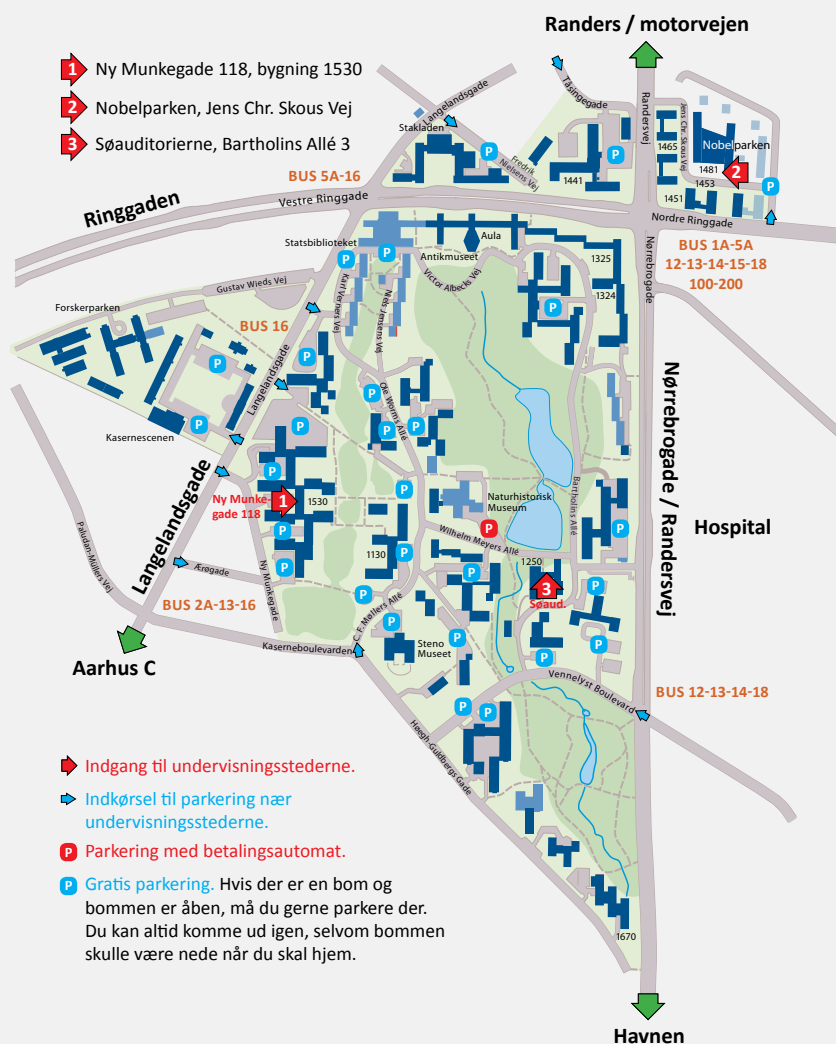 Randers / motorvejen
1 Ny Munkegade 118, bygning 1530
2 Nobelparken, Jens Chr. Skous Vej
3 Søauditorierne, Bartholins Allé 3
Tåsingegade
Langelandsgade
Stakladen
P
Fredrik
Nielsens Vej
1441
P
Randersvej
Jens Chr. Skous Vej
1465
Nobelparken
1481
2
1453
1451
P
BUS 5A-16
Ringgaden
Vestre Ringgade
Nordre Ringgade
BUS 1A-5A
12-13-14-15-18
100-200
Statsbiblioteket
Aula
Antikmuseet
P
P
Karl Verners Vej
Niels Jensens Vej
Victor Albecks Vej
1325
1324
P
Nørrebrogade
Gustav Wieds Vej
Forskerparken
BUS 16
P
P
Langelandsgade
Kasernescenen
P
P
Ole Worms Allé
P
P
P
P
Ny Munke-
gade 118
1
1530
P
P
P
P
Naturhistorisk
Museum
P
Wilhelm Meyers Allé
Bartholins Allé
P
Nørrebrogade / Randersvej
Hospital
Langelandsgade
Paludan-Müllers Vej
Ærøgade
Ny Munkegade
BUS 2A-13-16
1130
P
P
P
1250
3
Søaud.
P
Kaserneboulevarden
C. F. Møllers Allé
P
Steno
Museet
P
P
P
Aarhus C
Vennelyst Boulevard
BUS 12-13-14-18
P
P
Høegh-Guldbergs Gade
1670
Indgang til undervisningsstederne.
Indkørsel til parkering nær
undervisningsstederne.
P Parkering med betalingsautomat.
P Gratis parkering. Hvis der er en bom og
bommen er åben, må du gerne parkere der.
Du kan altid komme ud igen, selvom bommen
skulle være nede når du skal hjem.
Havnen